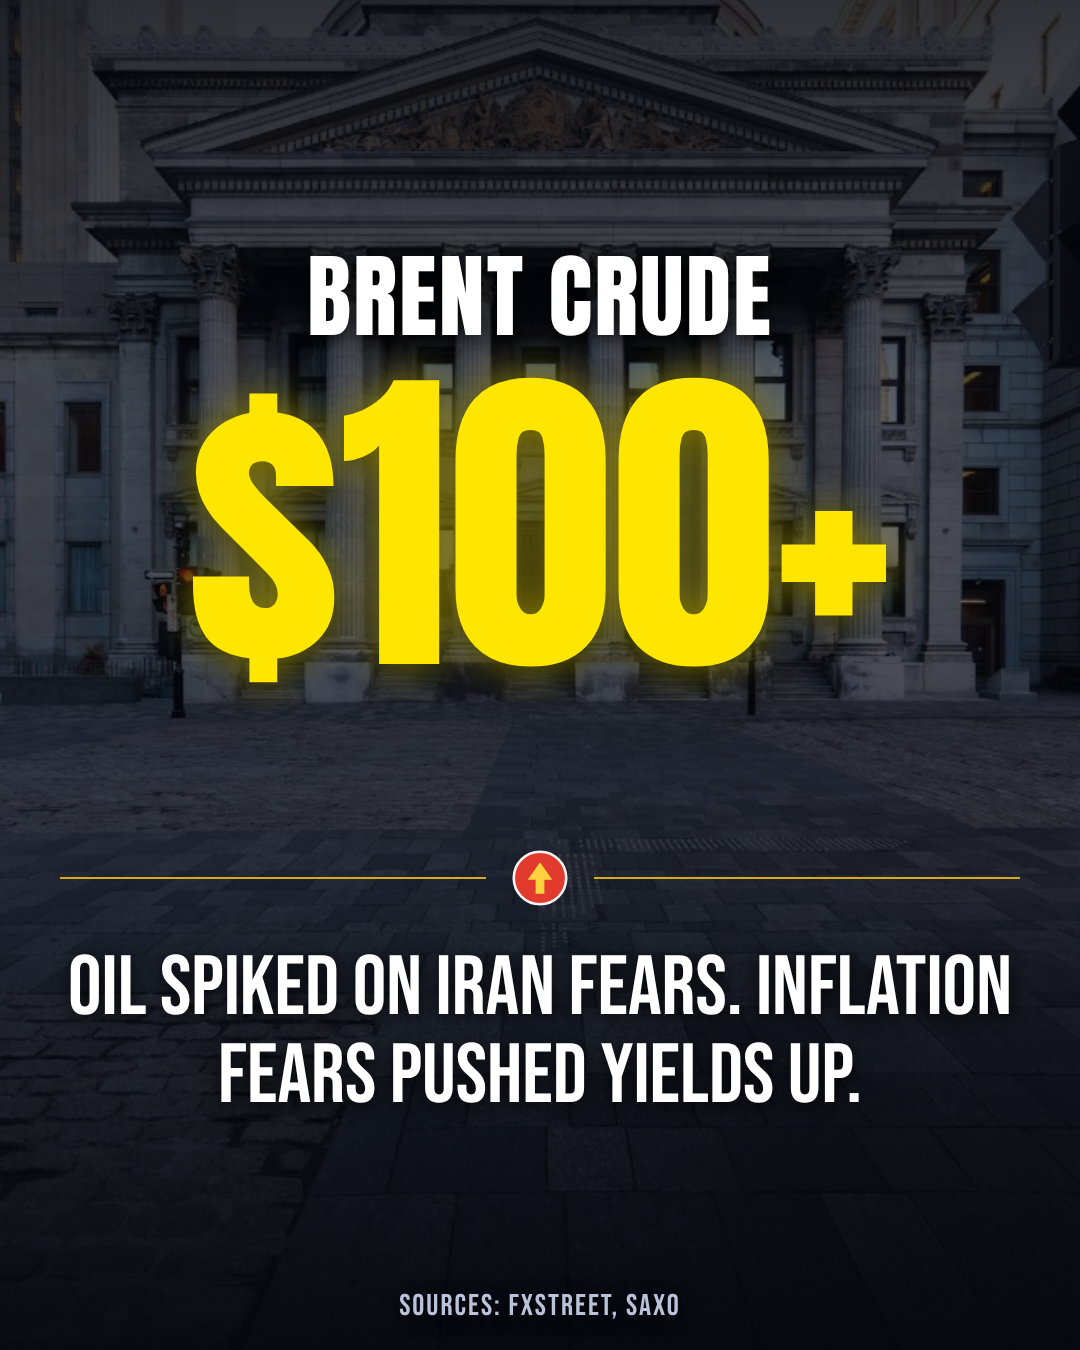 BRENT CRUDE
$100+
OIL SPIKED ON IRAN FEARS. INFLATION
FEARS PUSHED YIELDS UP.
SOURCES: FXSTREET, SAXO